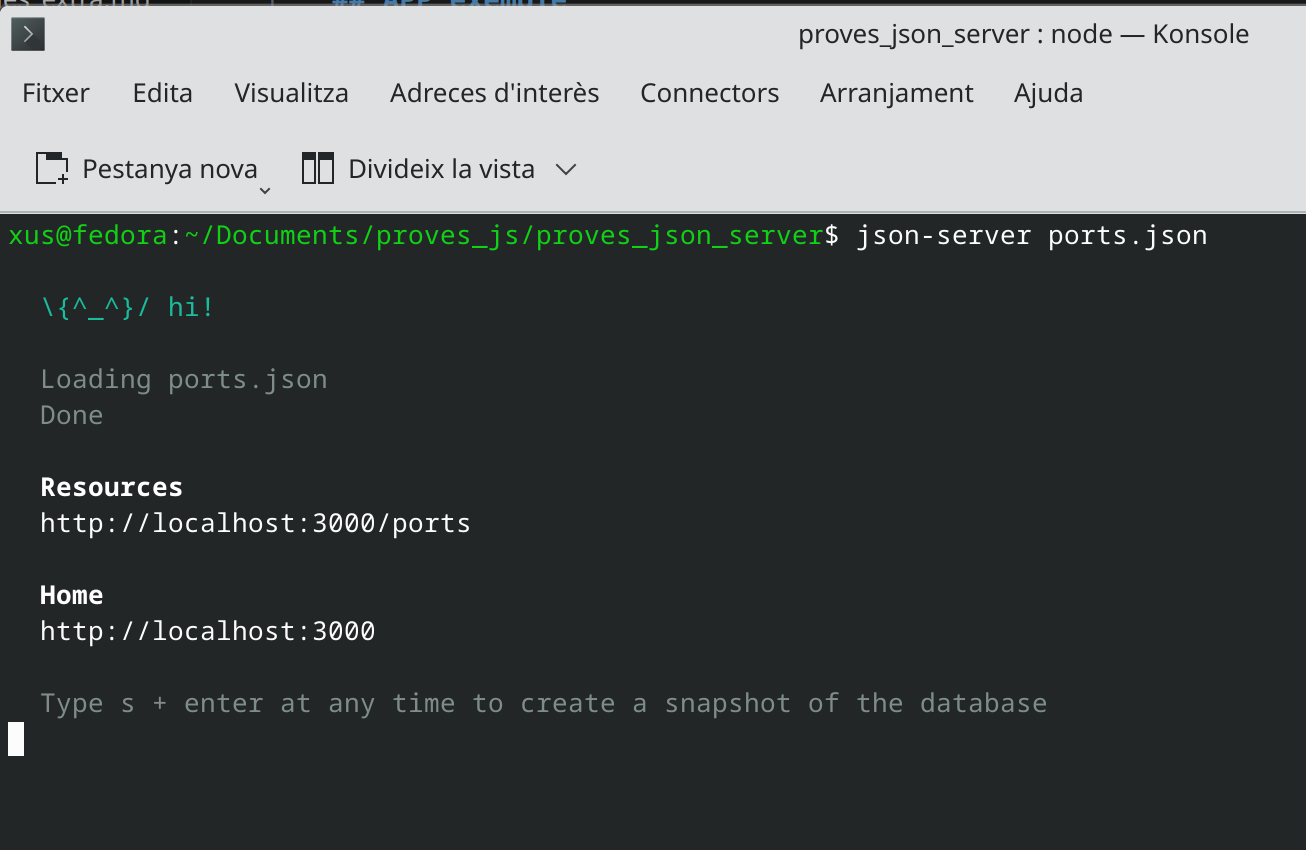 ## App exemple
proves_json_server : node — Konsole
Fitxer Edita Visualitza Adreces d'interès Connectors Arranjament Ajuda
Pestanya nova Divideix la vista
xus@fedora:~/Documents/proves_js/proves_json_server$ json-server ports.json
\{^_^}/ hi!
Loading ports.json
Done
Resources
http://localhost:3000/ports
Home
http://localhost:3000
Type s + enter at any time to create a snapshot of the database